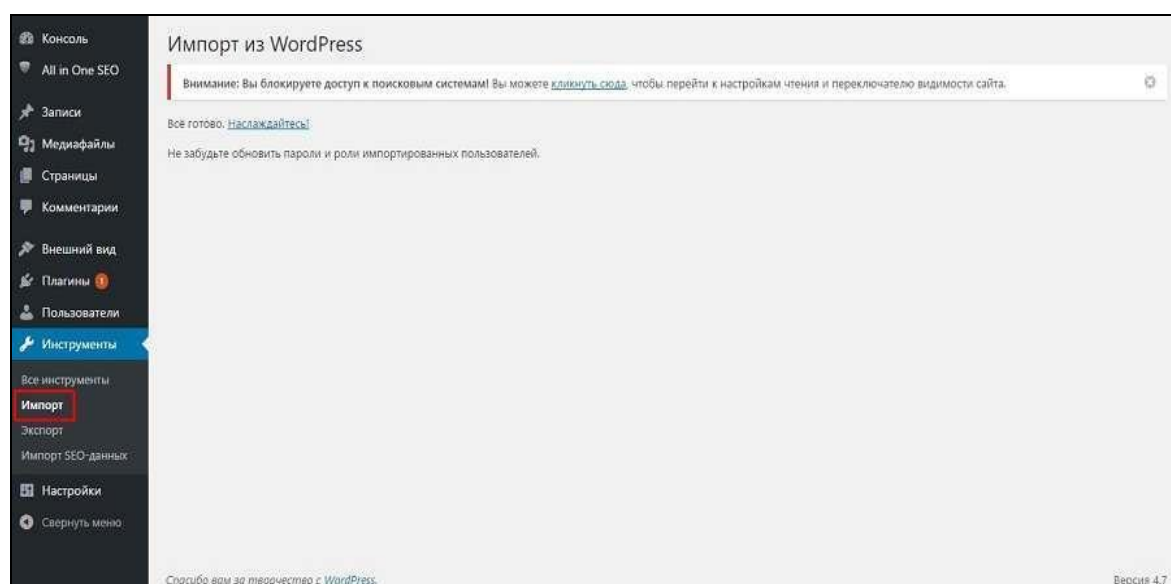 Консоль
All in One SEO
Записи
Медиафайлы
Страницы
Комментарии
Внешний вид
Плагины 1
Пользователи
Инструменты
Все инструменты
Импорт
Экспорт
Импорт SEO-данных
Настройки
Свернуть меню
Импорт из WordPress
Внимание: Вы блокируете доступ к поисковым системам! Вы можете кликнуть сюда, чтобы перейти к настройкам чтения и переключателю видимости сайта.
Всё готово. Наслаждайтесь!
Не забудьте обновить пароли и роли импортированных пользователей.
Спасибо вам за творчество с WordPress.
Версия 4.7